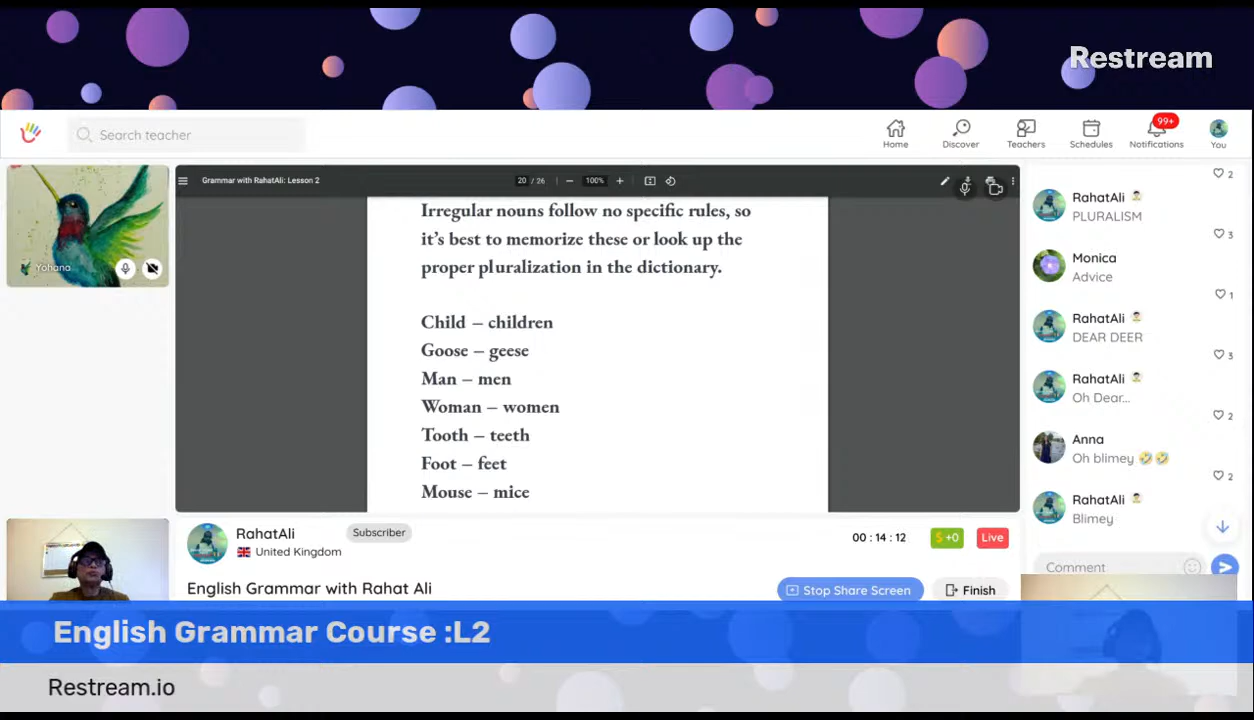 Restream
Search teacher
Home
Discover
Teachers
Schedules
99+
Notifications
You
Yohana
Grammar with RahatAli: Lesson 2
20 / 26
100%
Irregular nouns follow no specific rules, so
it’s best to memorize these or look up the
proper pluralization in the dictionary.
Child – children
Goose – geese
Man – men
Woman – women
Tooth – teeth
Foot – feet
Mouse – mice
2
RahatAli
PLURALISM
3
Monica
Advice
1
RahatAli
DEAR DEER
3
RahatAli
Oh Dear...
2
Anna
Oh blimey 🤣🤣
2
RahatAli
Blimey
Comment
RahatAli
Subscriber
United Kingdom
00 : 14 : 12
$ +0
Live
English Grammar with Rahat Ali
Stop Share Screen
Finish
English Grammar Course :L2
Restream.io